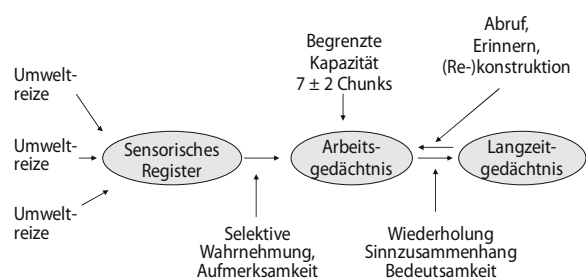 Umwelt-
reize
Umwelt-
reize
Umwelt-
reize
Sensorisches
Register
Selektive
Wahrnehmung,
Aufmerksamkeit
Begrenzte
Kapazität
7 ± 2 Chunks
Arbeits-
gedächtnis
Abruf,
Erinnern,
(Re-)konstruktion
Wiederholung
Sinnzusammenhang
Bedeutsamkeit
Langzeit-
gedächtnis